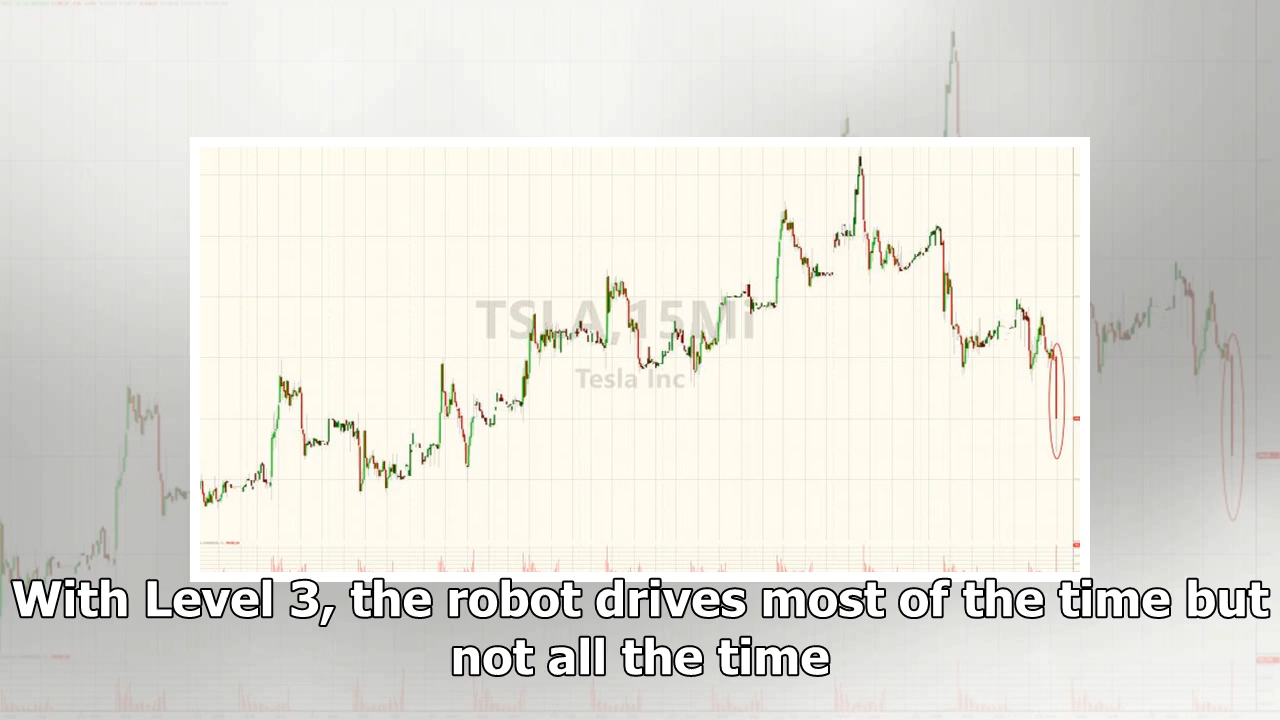 TSLA,15Mi
Tesla Inc
With Level 3, the robot drives most of the time but
not all the time